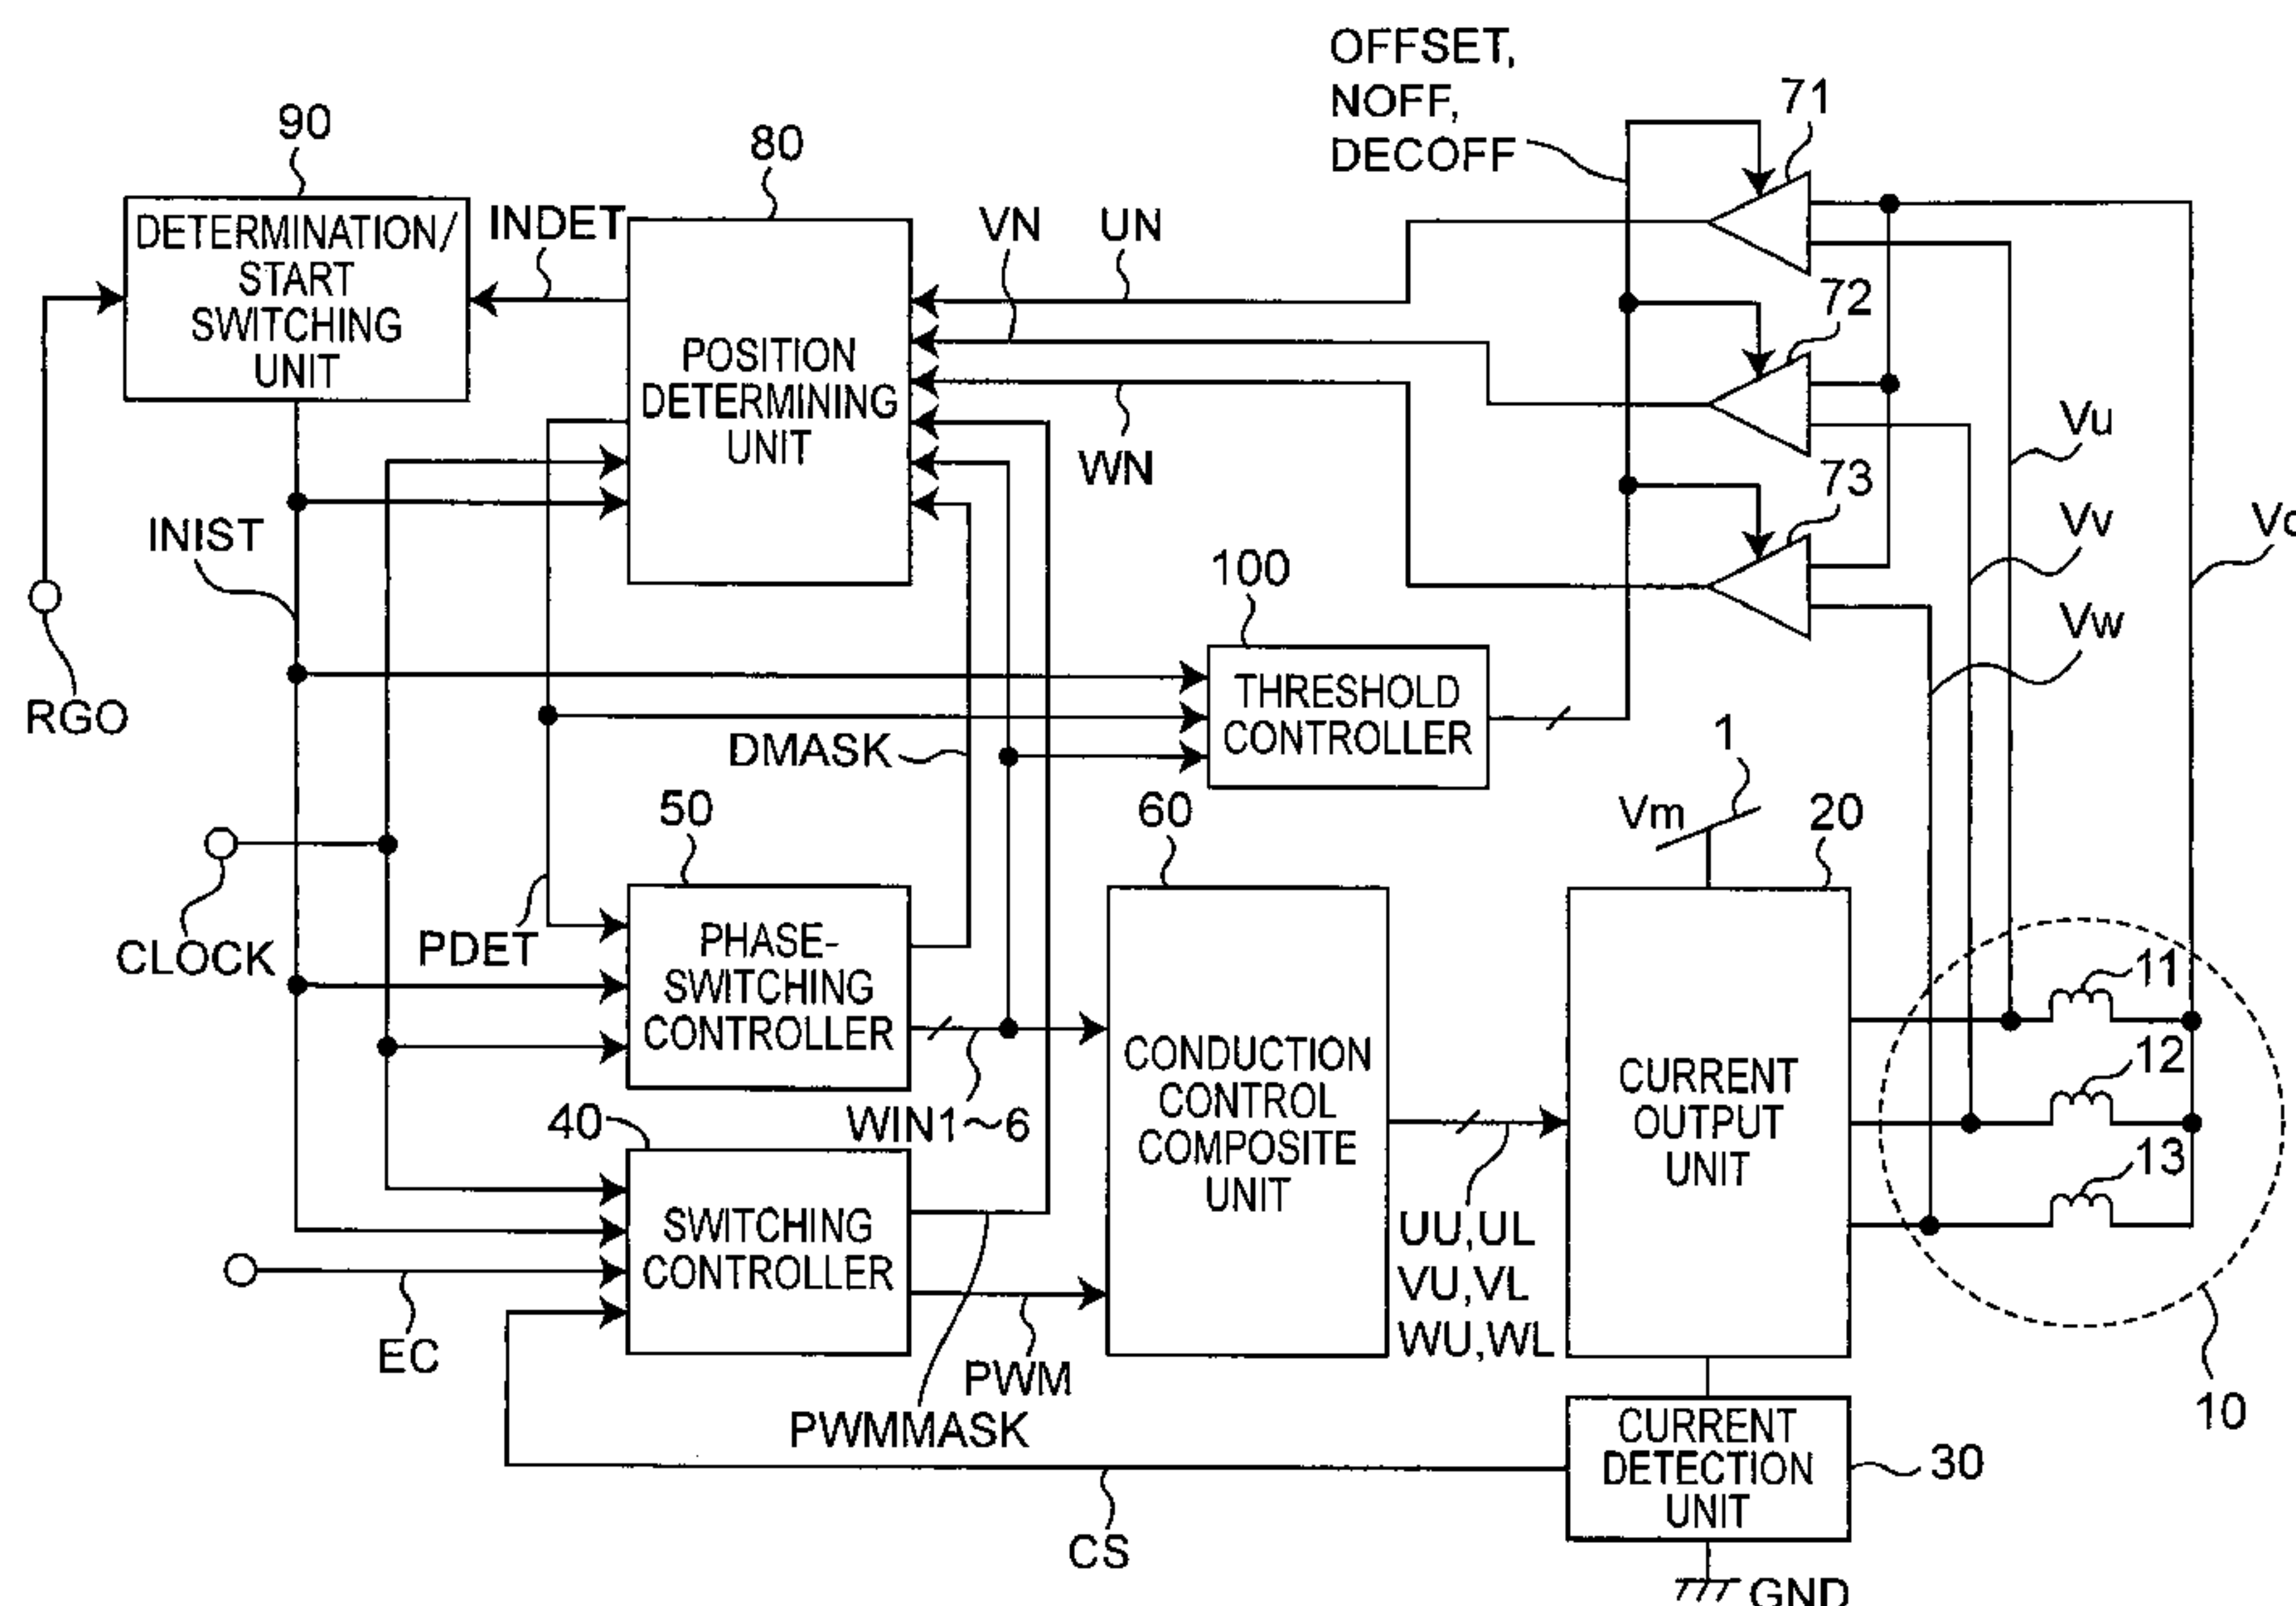 OFFSET,
NOFF,
DECOFF
71
90
80
DETERMINATION/
START
SWITCHING
UNIT
INDET
VN
UN
72
POSITION
DETERMINING
UNIT
WN
73
Vu
Vv
Vw
INIST
100
RGO
THRESHOLD
CONTROLLER
DMASK
1
Vm
50
60
20
CLOCK
PDET
PHASE-
SWITCHING
CONTROLLER
11
12
13
CONDUCTION
CONTROL
COMPOSITE
UNIT
CURRENT
OUTPUT
UNIT
WIN1～6
40
SWITCHING
CONTROLLER
UU,UL
VU,VL
WU,WL
EC
PWM
PWMMASK
10
CURRENT
DETECTION
UNIT
30
CS
GND